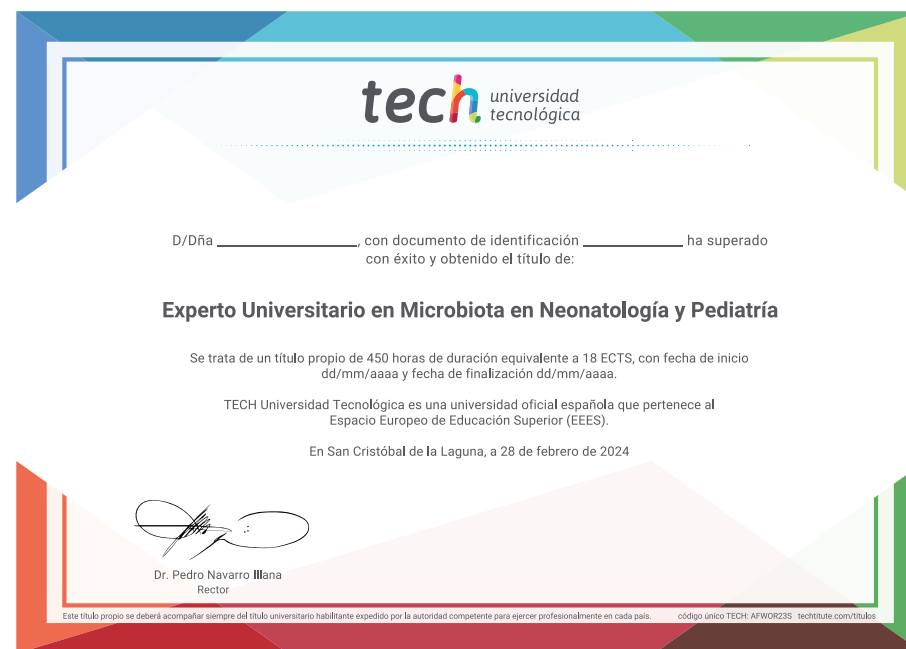 tech universidad
tecnológica
D/Dña ______________, con documento de identificación __________ ha superado
con éxito y obtenido el título de:
Experto Universitario en Microbiota en Neonatología y Pediatría
Se trata de un título propio de 450 horas de duración equivalente a 18 ECTS, con fecha de inicio
dd/mm/aaaa y fecha de finalización dd/mm/aaaa.
TECH Universidad Tecnológica es una universidad oficial española que pertenece al
Espacio Europeo de Educación Superior (EEES).
En San Cristóbal de la Laguna, a 28 de febrero de 2024
Dr. Pedro Navarro Illana
Rector
Este título propio se deberá acompañar siempre del título universitario habilitante expedido por la autoridad competente para ejercer profesionalmente en cada país. código único TECH: AFWOR23S techtitute.com/titulos